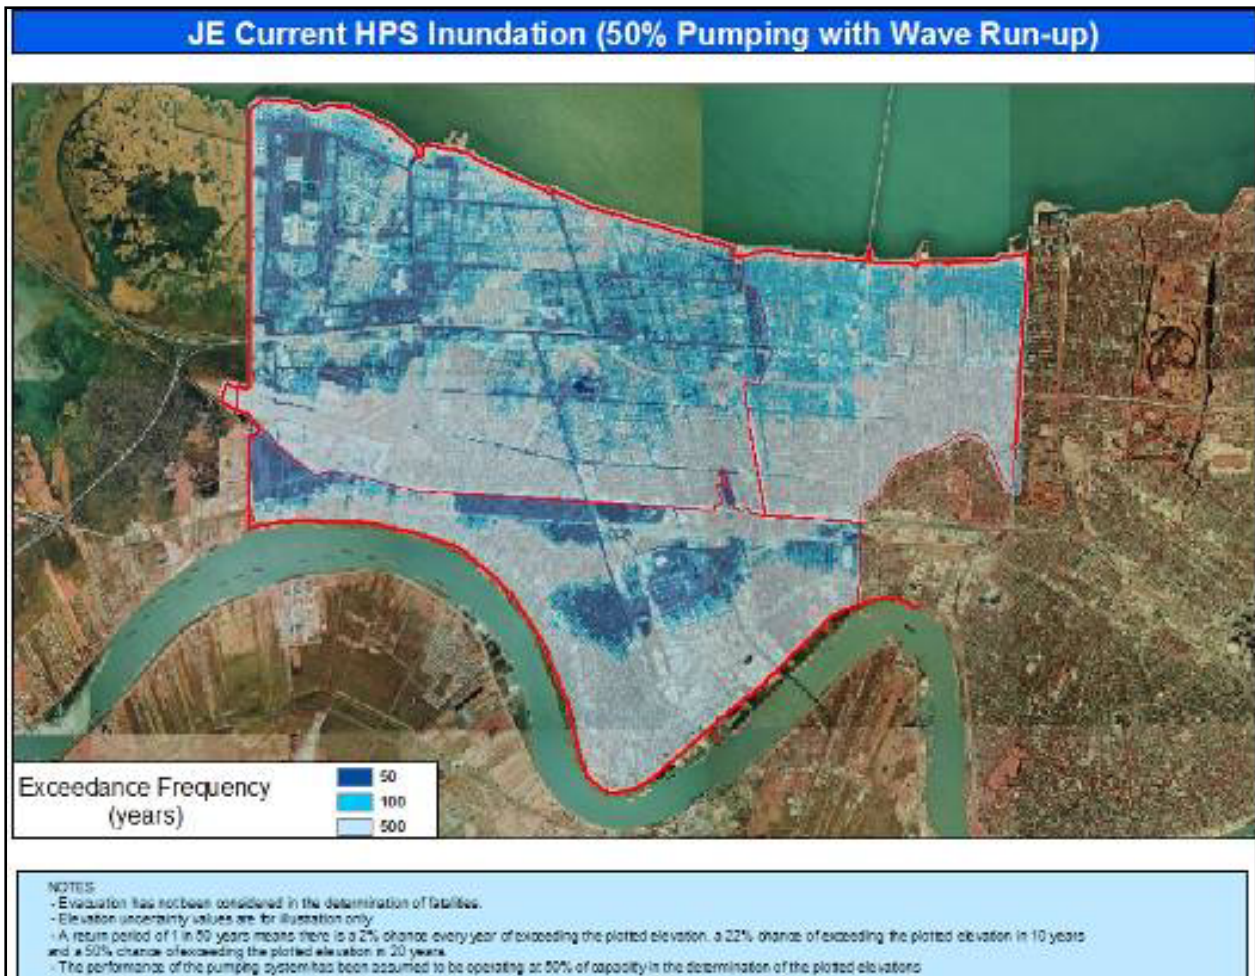 JE Current HPS Inundation (50% Pumping with Wave Run-up)
Exceedance Frequency
(years)
50
100
500
NOTES
- Evacuation has not been considered in the determination of fatalities.
- Elevation uncertainty values are for illustration only
- A return period of 1 in 50 years means there is a 2% chance every year of exceeding the plotted elevation, a 22% chance of exceeding the plotted elevation in 10 years
and a 50% chance of exceeding the plotted elevation in 20 years.
- The performance of the pumping system has been assumed to be operating at 50% of capacity in the determination of the plotted elevations